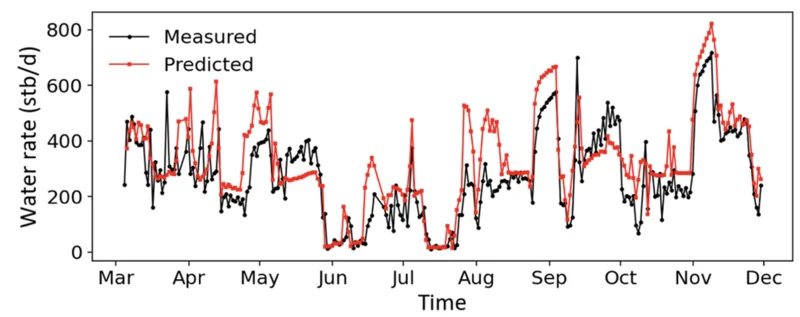 Measured
Predicted
Water rate (stb/d)
800
600
400
200
0
Mar Apr May Jun Jul Aug Sep Oct Nov Dec
Time